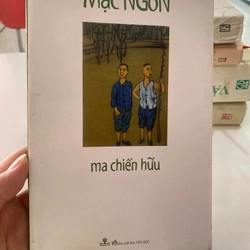 MẠC NGÔN
ma chiến hữu